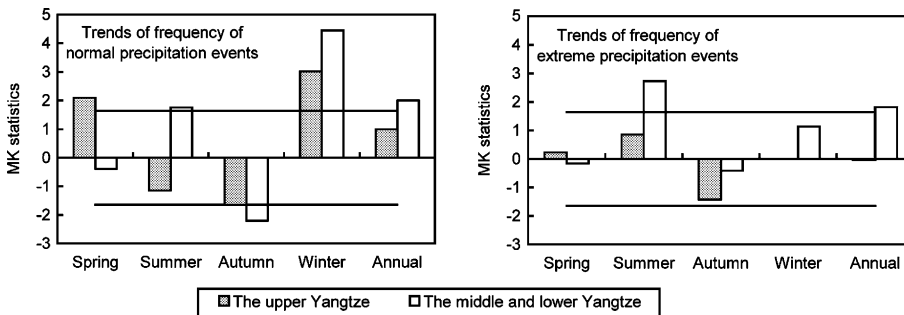 Trends of frequency of
normal precipitation events
MK statistics
5
4
3
2
1
0
-1
-2
-3
Spring Summer Autumn Winter Annual
Trends of frequency of
extreme precipitation events
MK statistics
5
4
3
2
1
0
-1
-2
-3
Spring Summer Autumn Winter Annual
The upper Yangtze The middle and lower Yangtze